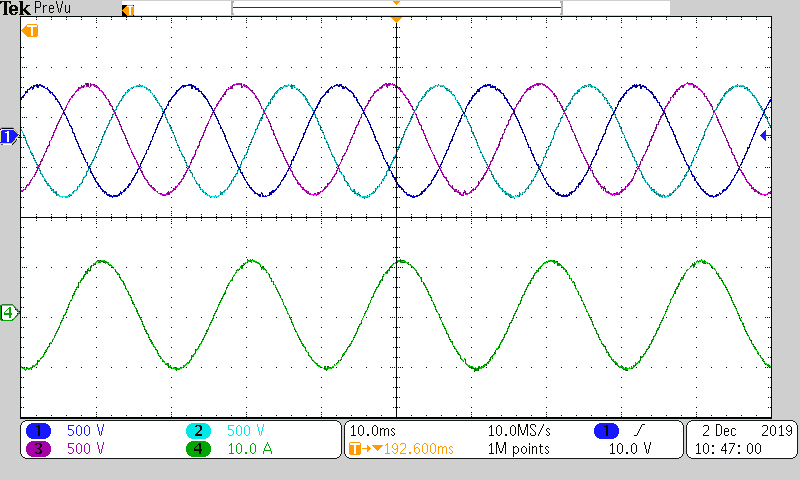 Tek PreVu
T
T
1
4
1 500 V 2 500 V
3 500 V 4 10.0 A
10.0ms 10.0MS/s 1
T→▼192.600ms 1M points 10.0 V
2 Dec 2019
10:47:00